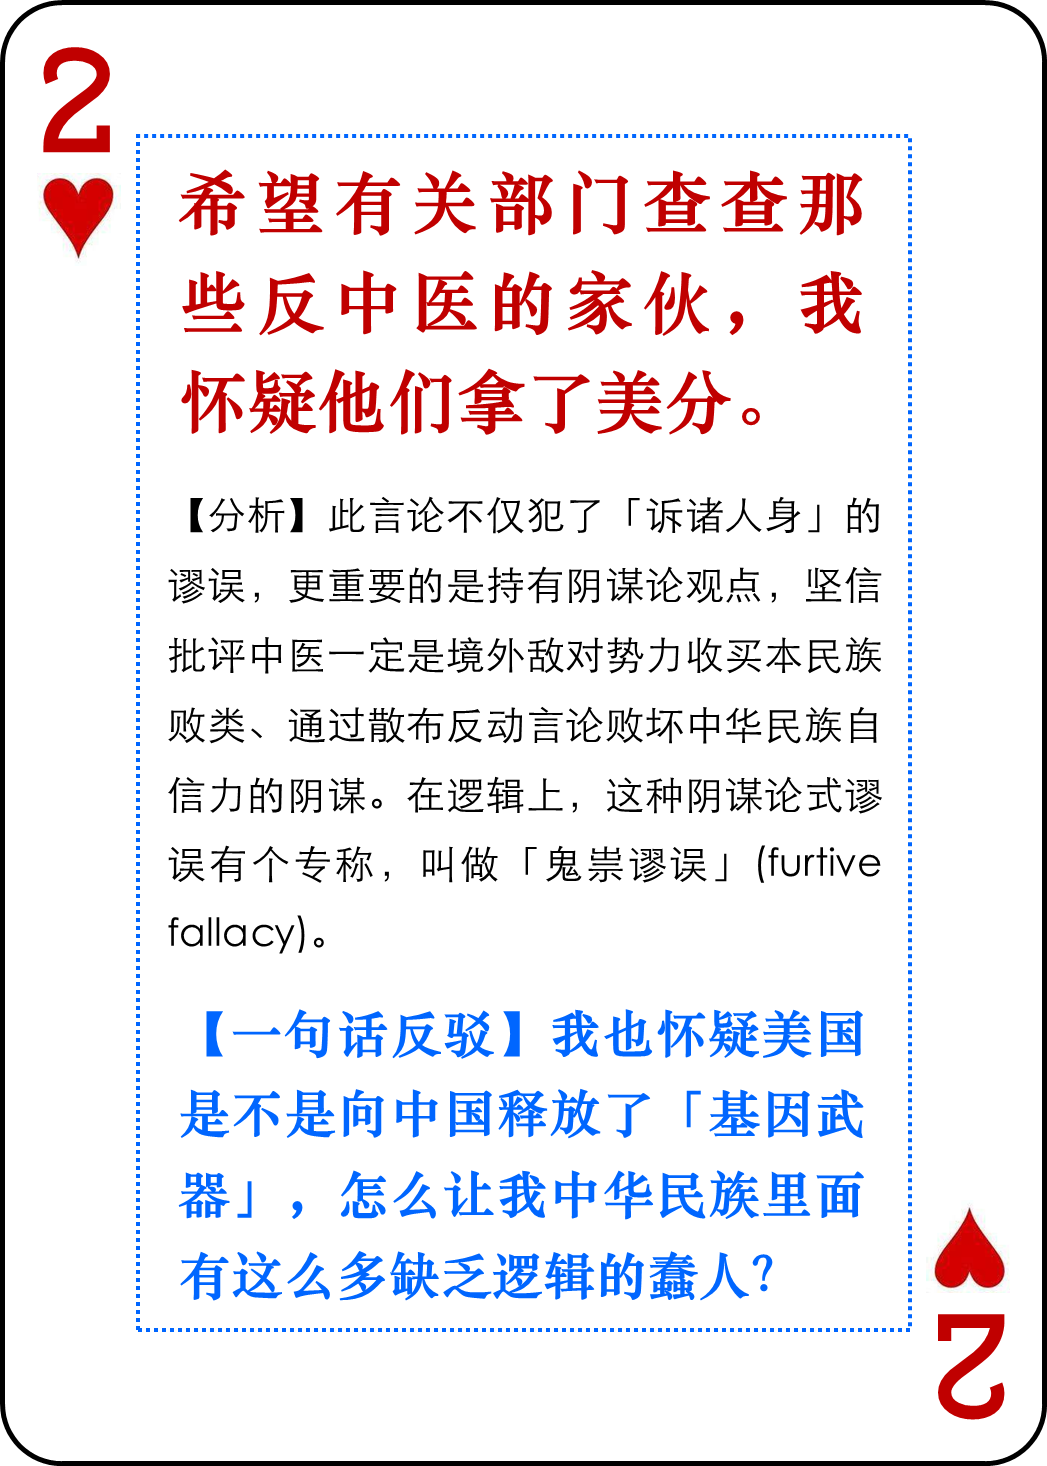 2
希望有关部门查查那
些反中医的家伙，我
怀疑他们拿了美分。
【分析】此言论不仅犯了「诉诸人身」的
谬误，更重要的是持有阴谋论观点，坚信
批评中医一定是境外敌对势力收买本民族
败类、通过散布反动言论败坏中华民族自
信力的阴谋。在逻辑上，这种阴谋论式谬
误有个专称，叫做「鬼祟谬误」(furtive
fallacy)。
【一句话反驳】我也怀疑美国
是不是向中国释放了「基因武
器」，怎么让我中华民族里面
有这么多缺乏逻辑的蠢人？
2